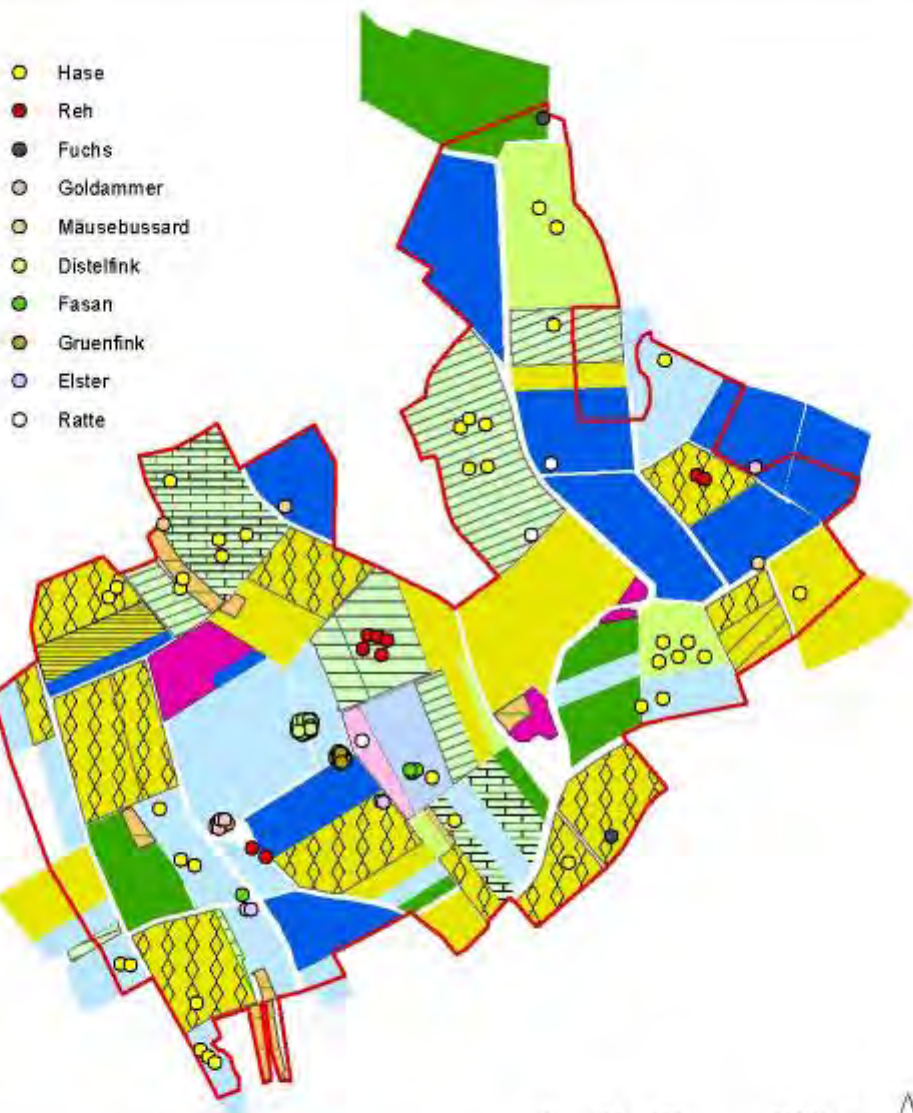 Hase
Reh
Fuchs
Goldammer
Mäusebussard
Distelfink
Fasan
Gruenfink
Elster
Ratte